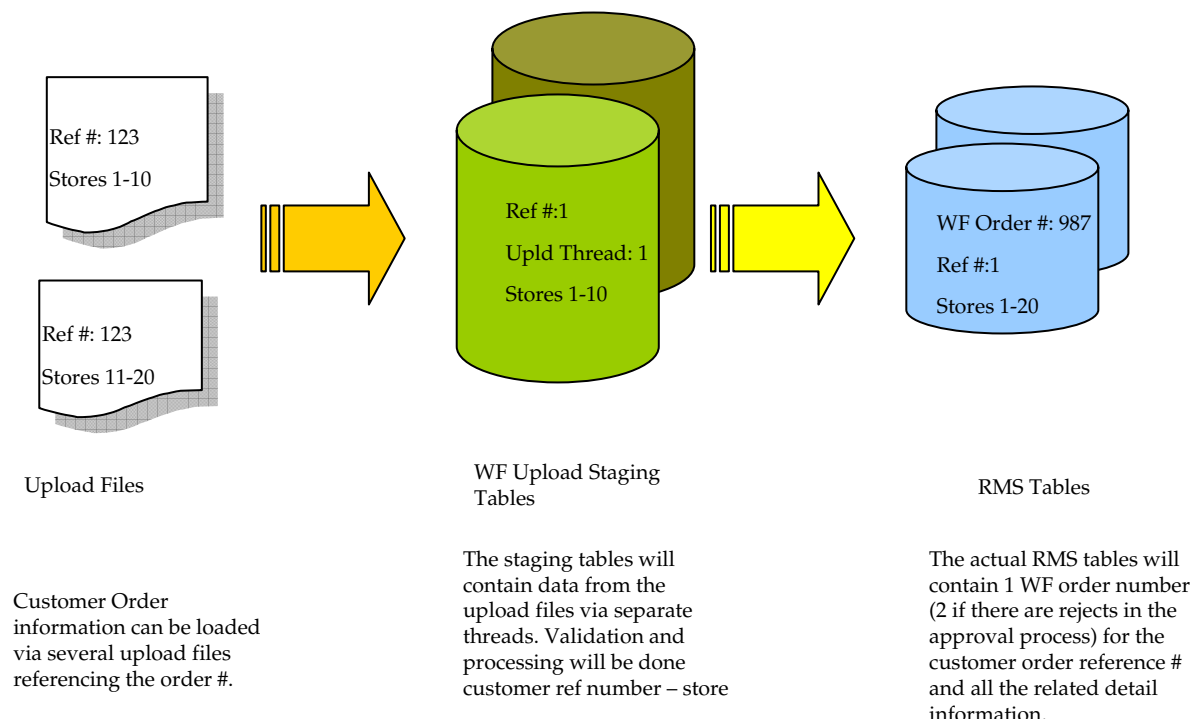 Ref #: 123
Stores 1-10
Ref #: 123
Stores 11-20
Ref #:1
Upld Thread: 1
Stores 1-10
WF Order #: 987
Ref #:1
Stores 1-20
Upload Files
WF Upload Staging
Tables
RMS Tables
Customer Order
information can be loaded
via several upload files
referencing the order #.
The staging tables will
contain data from the
upload files via separate
threads. Validation and
processing will be done
customer ref number – store
The actual RMS tables will
contain 1 WF order number
(2 if there are rejects in the
approval process) for the
customer order reference #
and all the related detail
information.